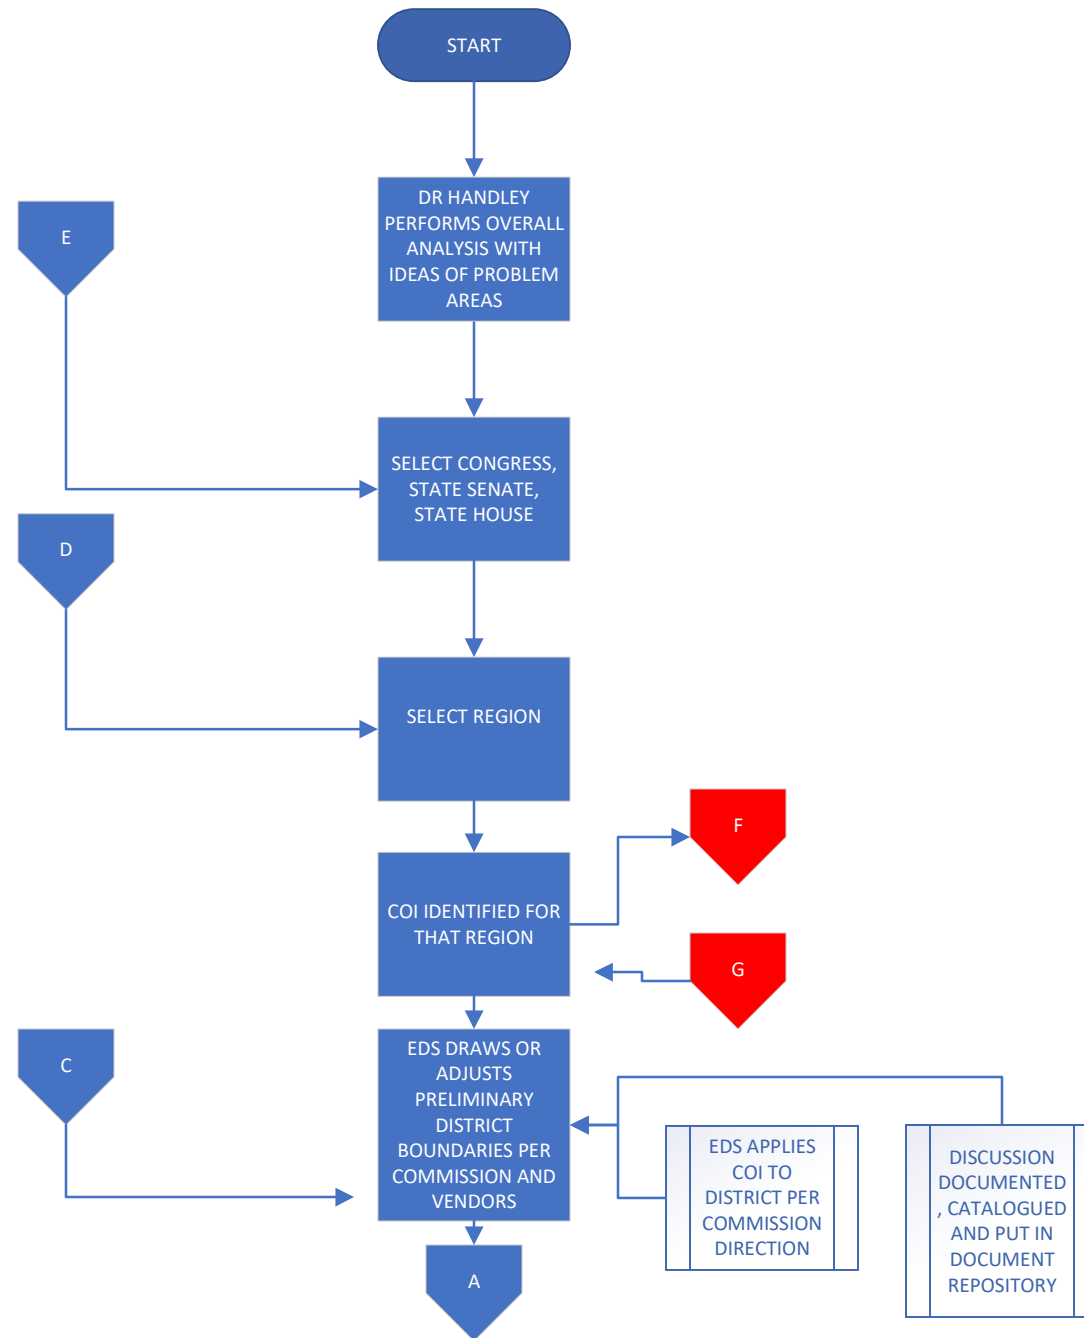 START
DR HANDLEY
PERFORMS OVERALL
ANALYSIS WITH
IDEAS OF PROBLEM
AREAS
E
SELECT CONGRESS,
STATE SENATE,
STATE HOUSE
D
SELECT REGION
F
COI IDENTIFIED FOR
THAT REGION
G
C
EDS DRAWS OR
ADJUSTS
PRELIMINARY
DISTRICT
BOUNDARIES PER
COMMISSION AND
VENDORS
EDS APPLIES
COI TO
DISTRICT PER
COMMISSION
DIRECTION
DISCUSSION
DOCUMENTED
, CATALOGUED
AND PUT IN
DOCUMENT
REPOSITORY
A